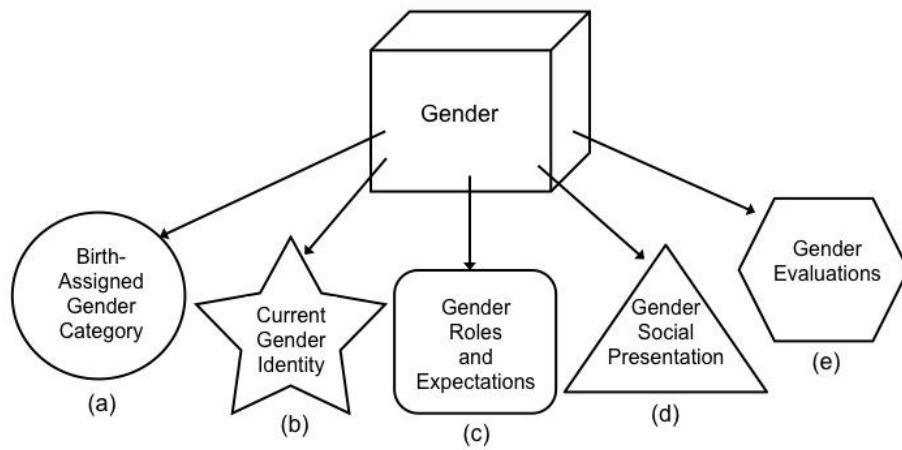 Gender
Birth-
Assigned
Gender
Category
(a)
Current
Gender
Identity
(b)
Gender
Roles
and
Expectations
(c)
Gender
Social
Presentation
(d)
Gender
Evaluations
(e)